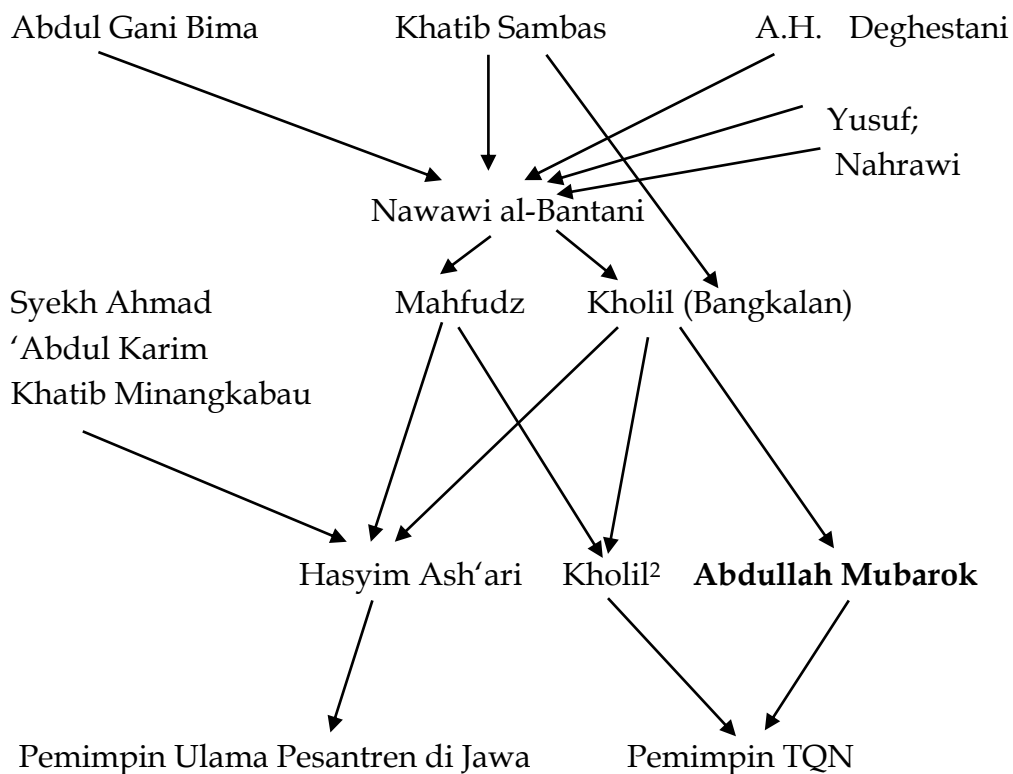 Abdul Gani Bima Khatib Sambas A.H. Deghestani
Yusuf;
Nahrawi
Nawawi al-Bantani
Syekh Ahmad
‘Abdul Karim
Khatib Minangkabau
Mahfudz Kholil (Bangkalan)
Hasyim Ash‘ari Kholil² Abdullah Mubarok
Pemimpin Ulama Pesantren di Jawa Pemimpin TQN